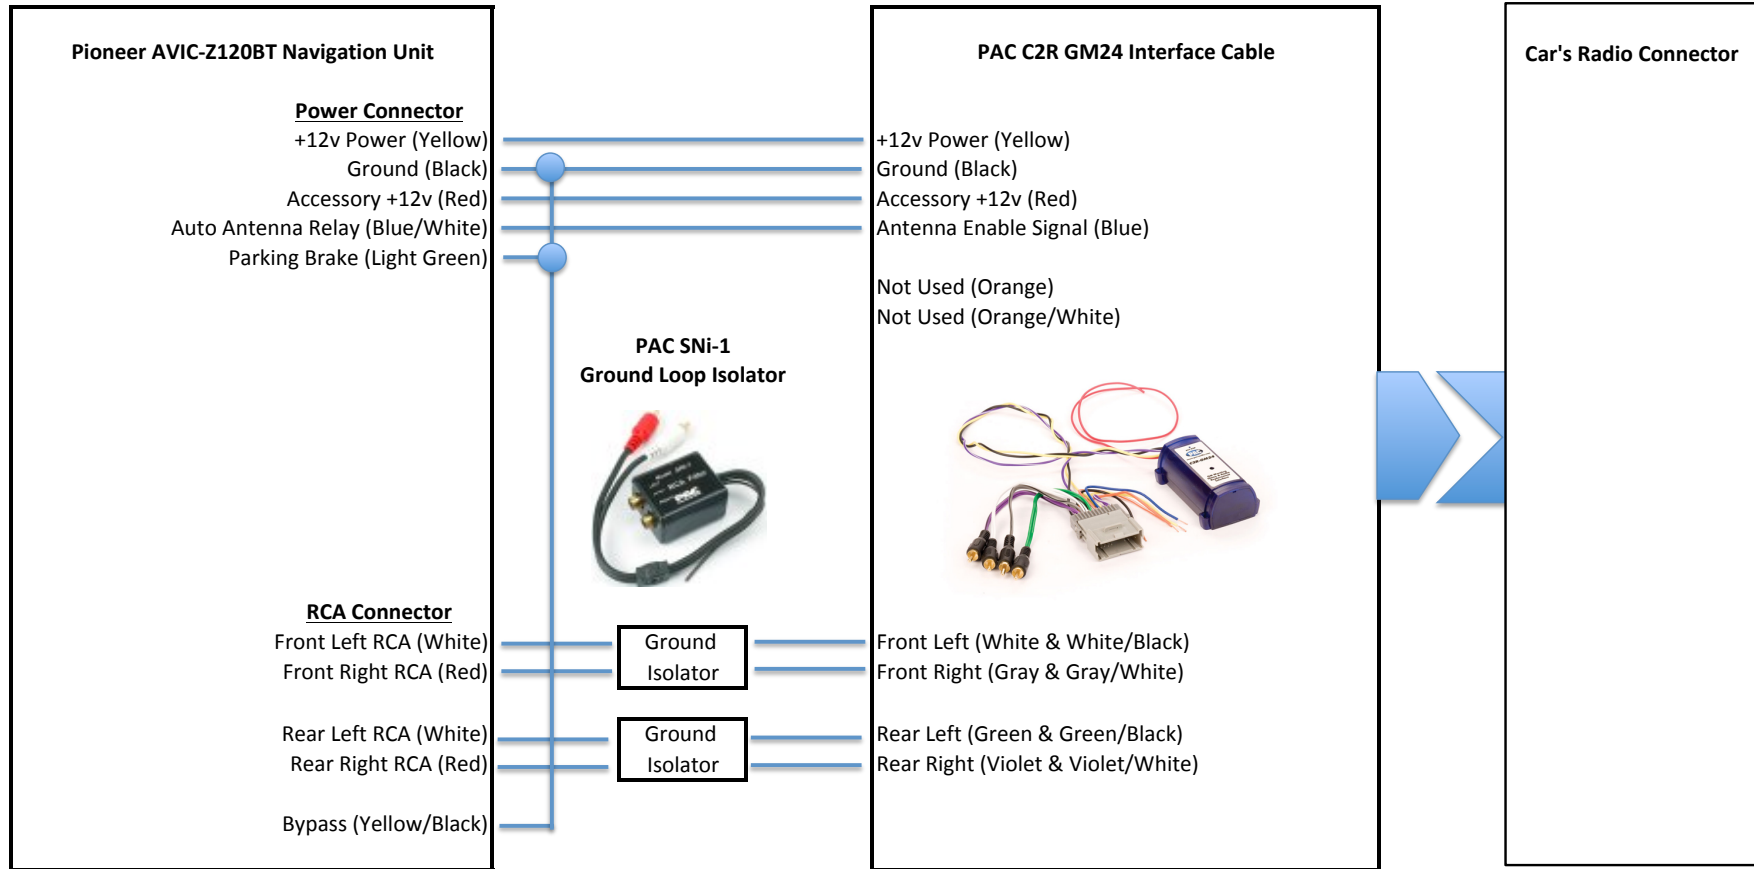 Pioneer AVIC-Z120BT Navigation Unit
PAC C2R GM24 Interface Cable
Car's Radio Connector
Power Connector
+12v Power (Yellow)
Ground (Black)
Accessory +12v (Red)
Auto Antenna Relay (Blue/White)
Parking Brake (Light Green)
+12v Power (Yellow)
Ground (Black)
Accessory +12v (Red)
Antenna Enable Signal (Blue)
Not Used (Orange)
Not Used (Orange/White)
PAC SNi-1
Ground Loop Isolator
PAC
RCA Connector
Front Left RCA (White)
Front Right RCA (Red)
Rear Left RCA (White)
Rear Right RCA (Red)
Bypass (Yellow/Black)
Ground
Isolator
Ground
Isolator
Front Left (White & White/Black)
Front Right (Gray & Gray/White)
Rear Left (Green & Green/Black)
Rear Right (Violet & Violet/White)